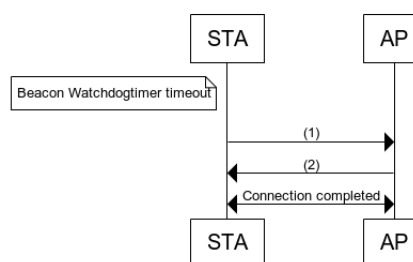 STA
AP
Beacon Watchdogtimer timeout
(1)
(2)
Connection completed
STA
AP